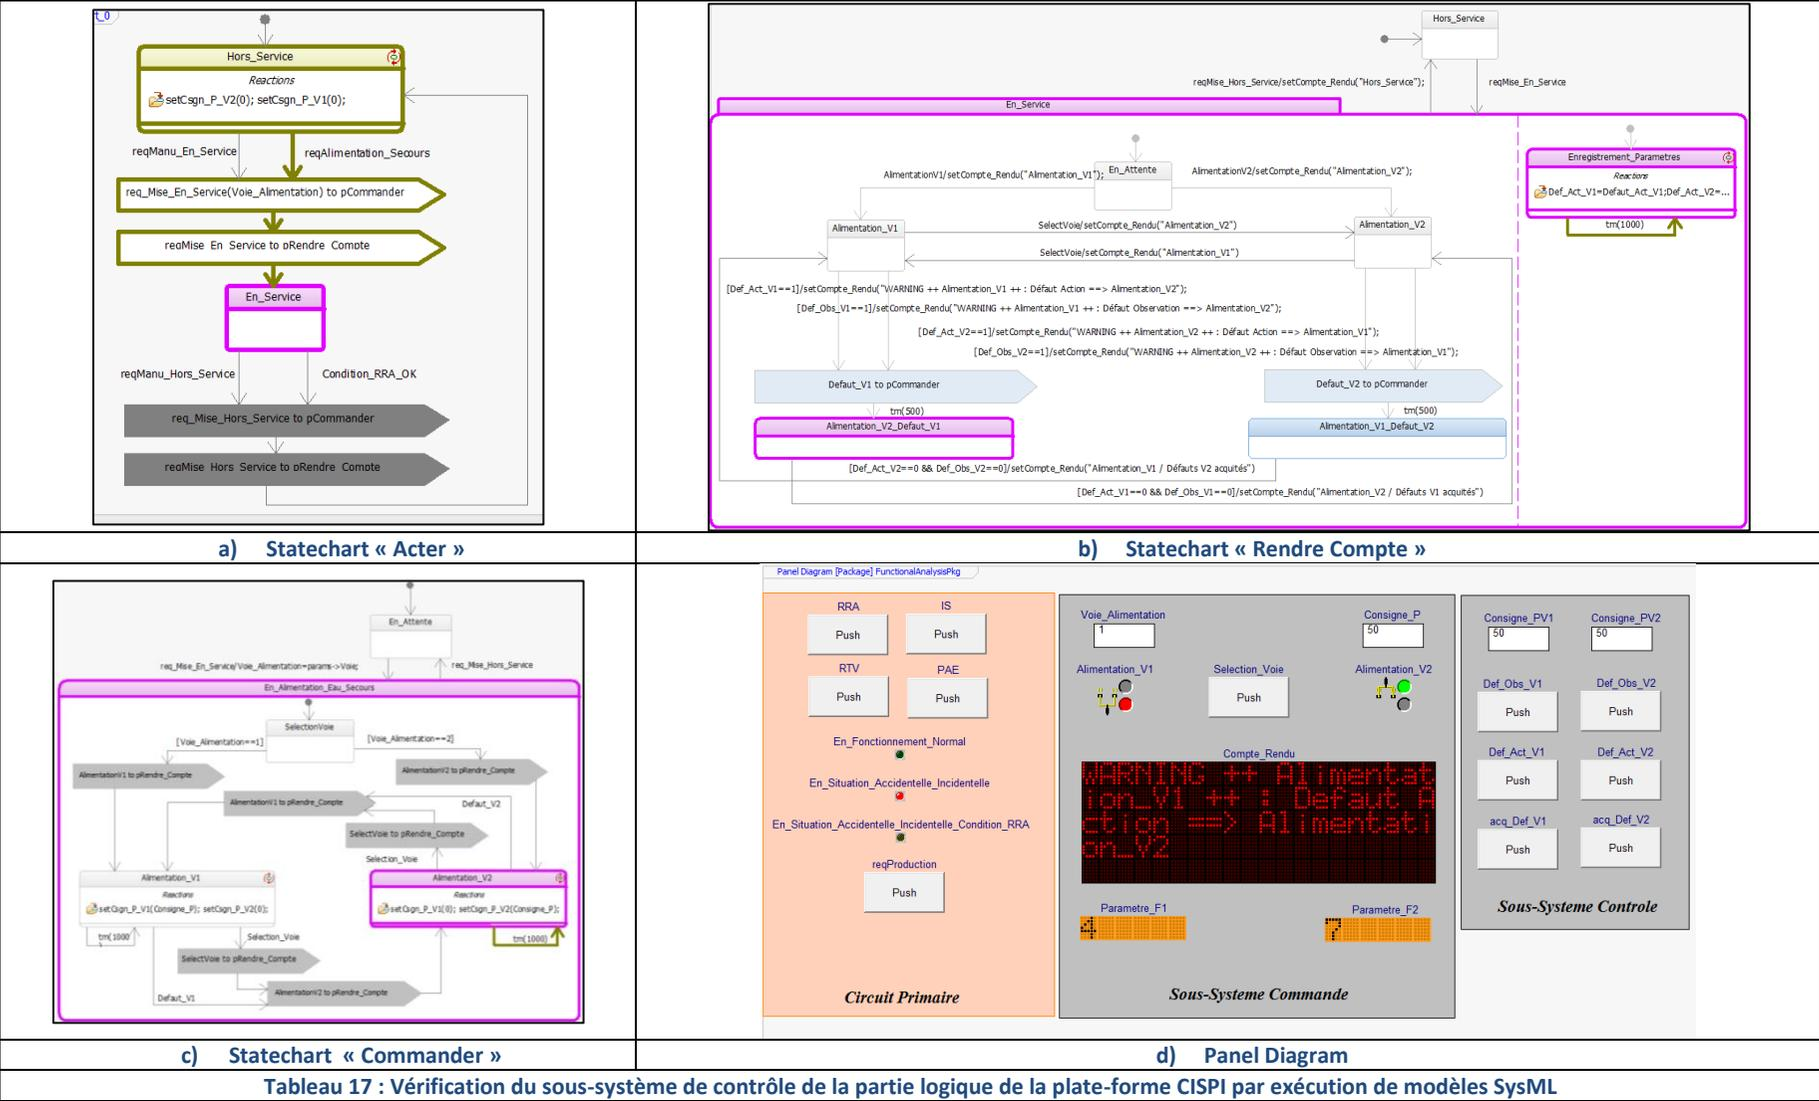 t_0
Hors_Service
Reactions
setCsgn_P_V2(0); setCsgn_P_V1(0);
reqManu_En_Service
reqAlimentation_Secours
req_Mise_En_Service(Voie_Alimentation) to pCommander
reqMise_En_Service to pRendre_Compte
En_Service
reqManu_Hors_Service
Condition_RRA_OK
req_Mise_Hors_Service to pCommander
reqMise_Hors_Service to pRendre_Compte
a) Statechart « Acter »
Hors_Service
reqMise_Hors_Service/setCompte_Rendu("Hors_Service");
reqMise_En_Service
En_Service
En_Attente
AlimentationV1/setCompte_Rendu("Alimentation_V1");
AlimentationV2/setCompte_Rendu("Alimentation_V2");
Alimentation_V1
SelectVoie/setCompte_Rendu("Alimentation_V2")
Alimentation_V2
SelectVoie/setCompte_Rendu("Alimentation_V1")
[Def_Act_V1==1]/setCompte_Rendu("WARNING ++ Alimentation_V1 ++ : Défaut Action ==> Alimentation_V2");
[Def_Obs_V1==1]/setCompte_Rendu("WARNING ++ Alimentation_V1 ++ : Défaut Observation ==> Alimentation_V2");
[Def_Act_V2==1]/setCompte_Rendu("WARNING ++ Alimentation_V2 ++ : Défaut Action ==> Alimentation_V1");
[Def_Obs_V2==1]/setCompte_Rendu("WARNING ++ Alimentation_V2 ++ : Défaut Observation ==> Alimentation_V1");
Defaut_V1 to pCommander
Defaut_V2 to pCommander
tm(500)
tm(500)
Alimentation_V2_Defaut_V1
Alimentation_V1_Defaut_V2
[Def_Act_V2==0 && Def_Obs_V2==0]/setCompte_Rendu("Alimentation_V1 / Défauts V2 acquités")
[Def_Act_V1==0 && Def_Obs_V1==0]/setCompte_Rendu("Alimentation_V2 / Défauts V1 acquités")
Enregistrement_Parametres
Reactions
Def_Act_V1=Defaut_Act_V1;Def_Act_V2=...
tm(1000)
b) Statechart « Rendre Compte »
En_Attente
req_Mise_En_Service/Voie_Alimentation=params->Voie;
req_Mise_Hors_Service
En_Alimentation_Eau_Secours
SelectionVoie
[Voie_Alimentation==1]
[Voie_Alimentation==2]
AlimentationV1 to pRendre_Compte
AlimentationV2 to pRendre_Compte
AlimentationV1 to pRendre_Compte
Defaut_V2
SelectVoie to pRendre_Compte
Selection_Voie
Alimentation_V1
Reactions
setCsgn_P_V1(Consigne_P); setCsgn_P_V2(0);
Alimentation_V2
Reactions
setCsgn_P_V1(0); setCsgn_P_V2(Consigne_P);
tm(1000
Selection_Voie
tm(1000)
SelectVoie to pRendre_Compte
Defaut_V1
AlimentationV2 to pRendre_Compte
c) Statechart « Commander »
Panel Diagram [Package] FunctionalAnalysisPkg
RRA
IS
Push
Push
RTV
PAE
Push
Push
En_Fonctionnement_Normal
En_Situation_Accidentelle_Incidentelle
En_Situation_Accidentelle_Incidentelle_Condition_RRA
reqProduction
Push
Circuit Primaire
Voie_Alimentation
1
Consigne_P
50
Alimentation_V1
Selection_Voie
Push
Alimentation_V2
Compte_Rendu
WARNING ++ Alimentat
ion_V1 ++ : Defaut A
ction ==> Alimentati
on_V2
Parametre_F1
4
Parametre_F2
7
Sous-Systeme Commande
Consigne_PV1
50
Consigne_PV2
50
Def_Obs_V1
Def_Obs_V2
Push
Push
Def_Act_V1
Def_Act_V2
Push
Push
acq_Def_V1
acq_Def_V2
Push
Push
Sous-Systeme Controle
d) Panel Diagram
Tableau 17 : Vérification du sous-système de contrôle de la partie logique de la plate-forme CISPI par exécution de modèles SysML